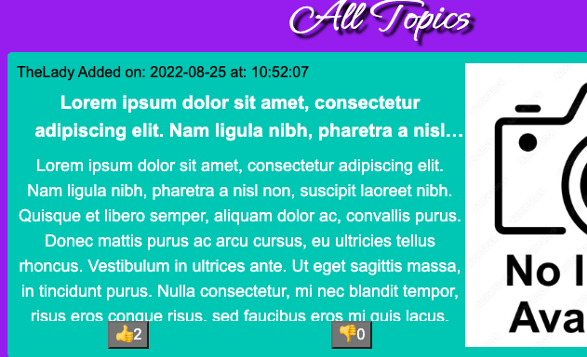 All Topics
TheLady Added on: 2022-08-25 at: 10:52:07
Lorem ipsum dolor sit amet, consectetur
adipiscing elit. Nam ligula nibh, pharetra a nisl…
Lorem ipsum dolor sit amet, consectetur adipiscing elit.
Nam ligula nibh, pharetra a nisl non, suscipit laoreet nibh.
Quisque et libero semper, aliquam dolor ac, convallis purus.
Donec mattis purus ac arcu cursus, eu ultricies tellus
rhoncus. Vestibulum in ultrices ante. Ut eget sagittis massa,
in tincidunt purus. Nulla consectetur, mi nec blandit tempor,
risus eros congue risus, sed faucibus eros mi quis lacus.
👍2
👎0
No I
Ava